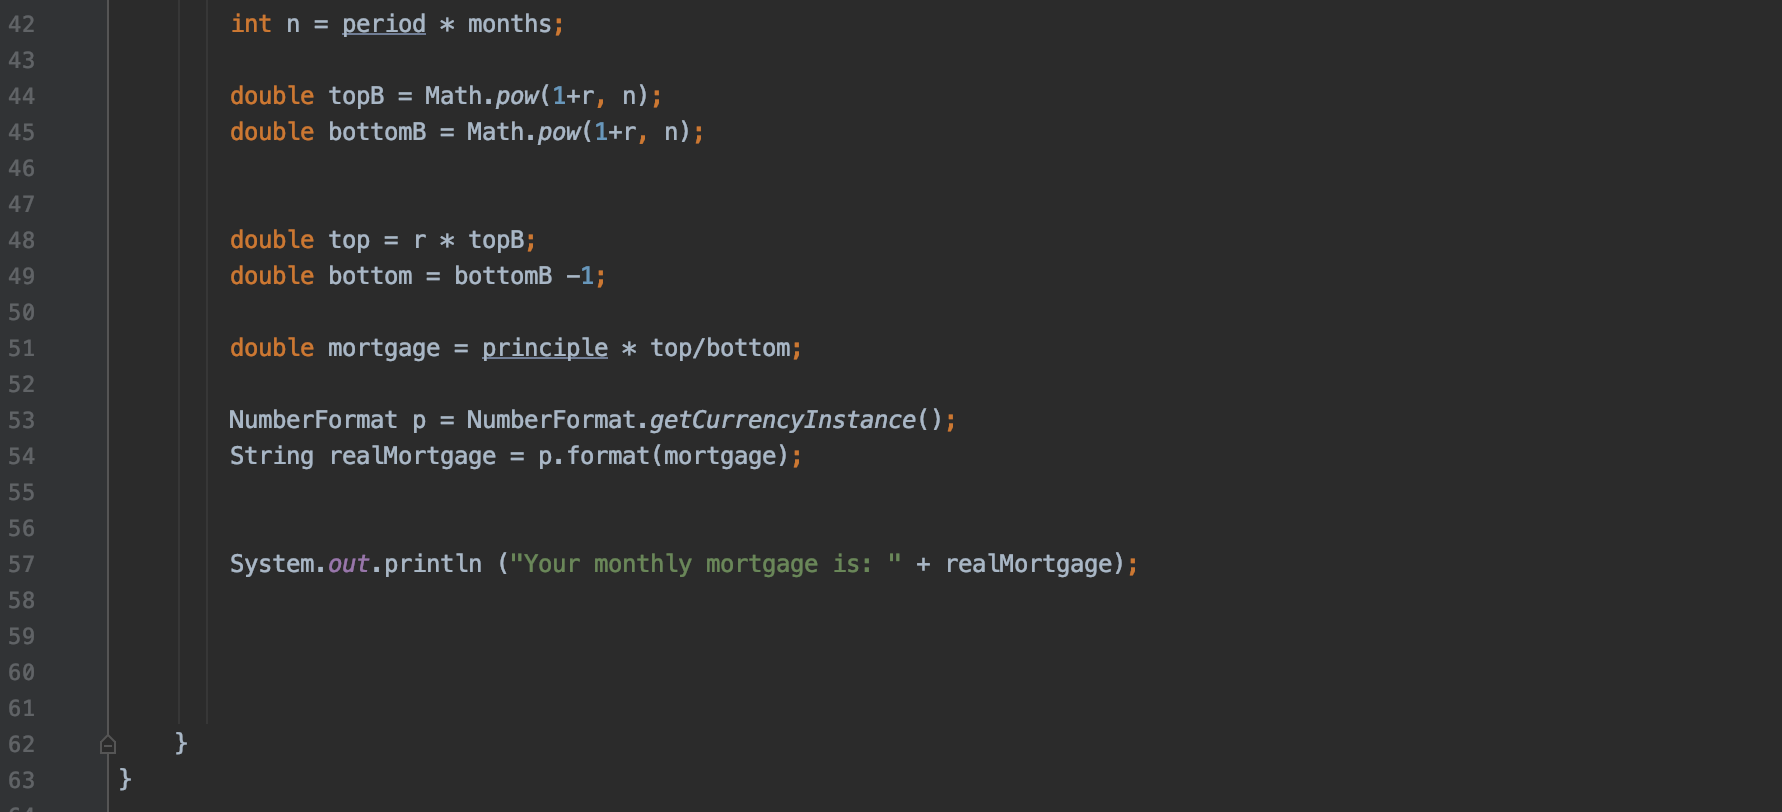 42 int n = period * months;
43
44 double topB = Math.pow(1+r, n);
45 double bottomB = Math.pow(1+r, n);
46
47
48 double top = r * topB;
49 double bottom = bottomB -1;
50
51 double mortgage = principle * top/bottom;
52
53 NumberFormat p = NumberFormat.getCurrencyInstance();
54 String realMortgage = p.format(mortgage);
55
56
57 System.out.println ("Your monthly mortgage is: " + realMortgage);
58
59
60
61
62 }
63 }